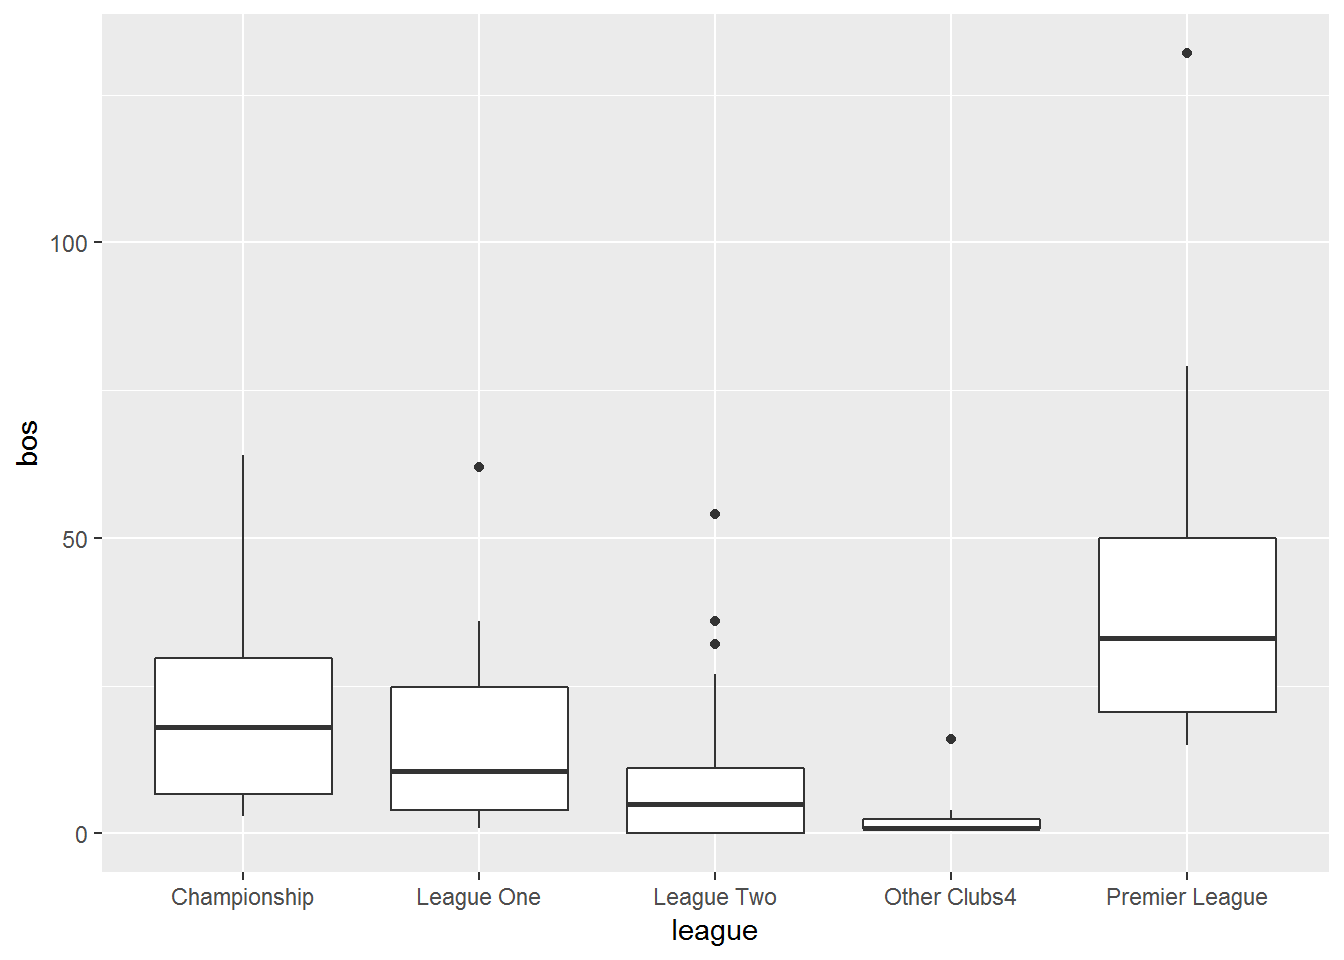 bos
100
50
0
Championship
League One
League Two
Other Clubs4
Premier League
league